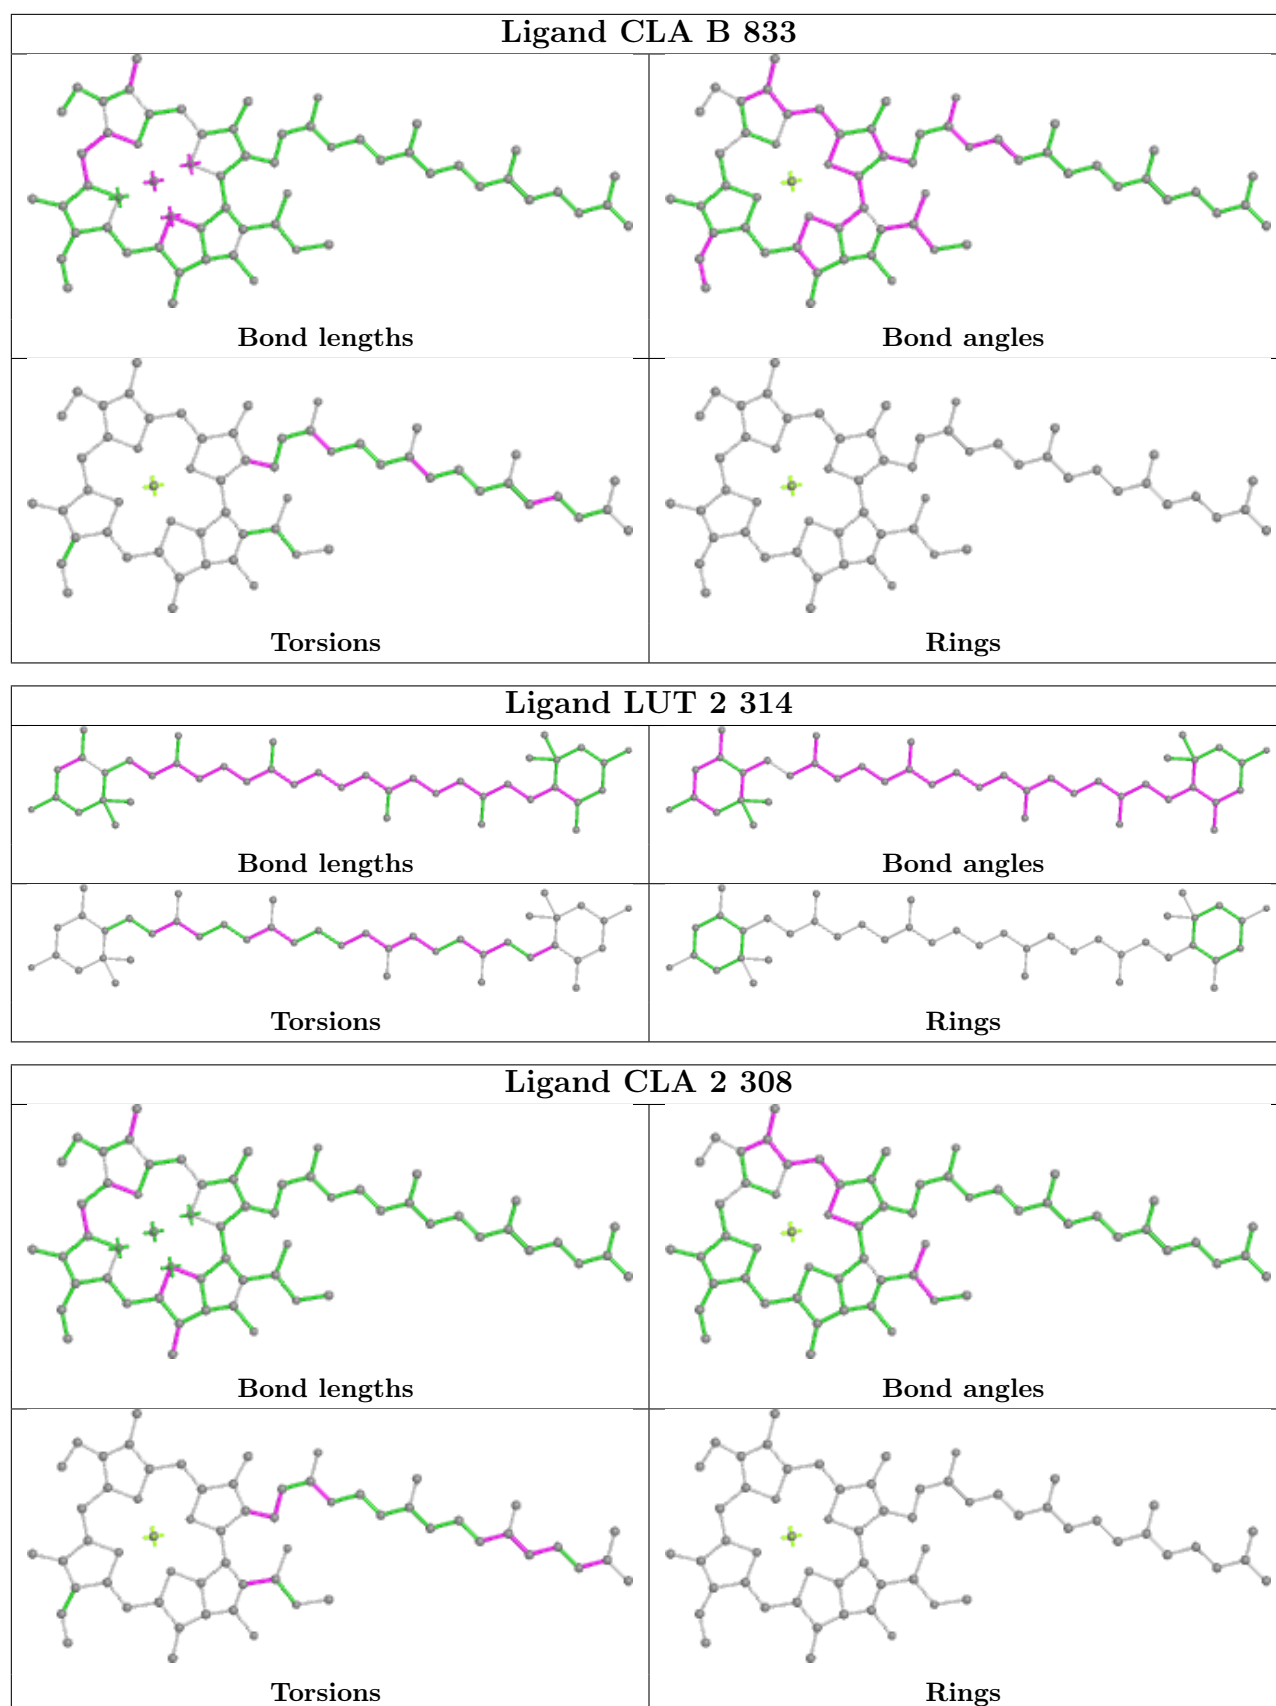 Ligand CLA B 833
Bond lengths
Bond angles
Torsions
Rings
Ligand LUT 2 314
Bond lengths
Bond angles
Torsions
Rings
Ligand CLA 2 308
Bond lengths
Bond angles
Torsions
Rings